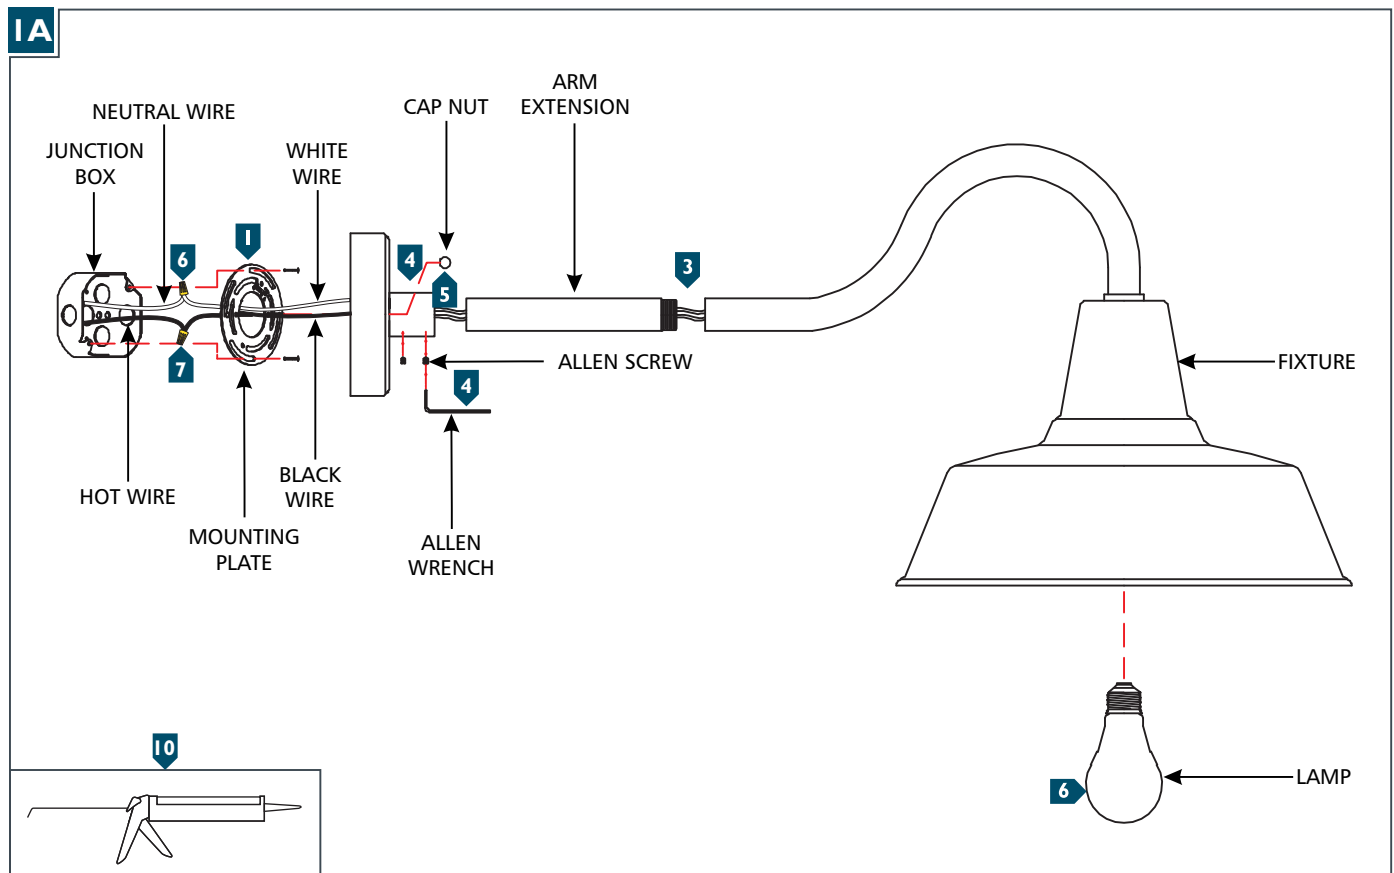 1A
ARM
EXTENSION
CAP NUT
NEUTRAL WIRE
JUNCTION
BOX
WHITE
WIRE
1
6
4
3
5
7
ALLEN SCREW
FIXTURE
4
BLACK
WIRE
HOT WIRE
MOUNTING
PLATE
ALLEN
WRENCH
10
6
LAMP